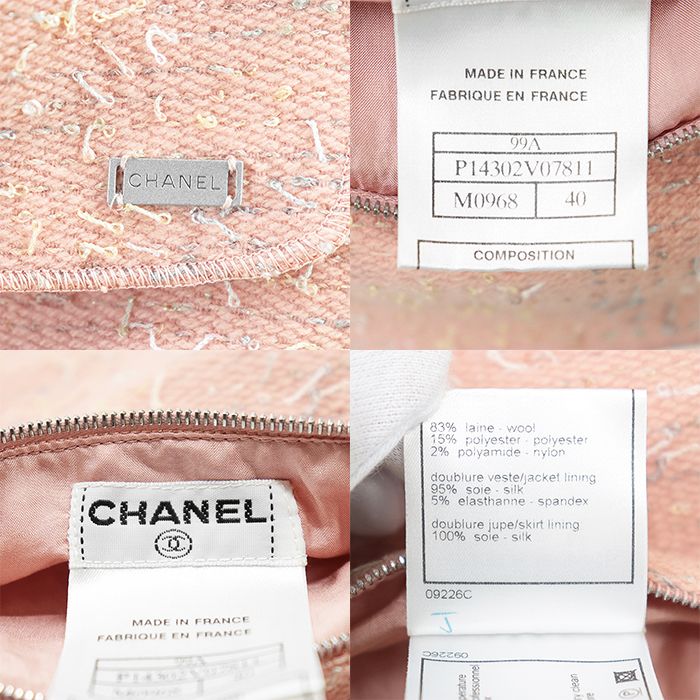 CHANEL
MADE IN FRANCE
FABRIQUE EN FRANCE
99A
P14302V07811
M0968 40
COMPOSITION
CHANEL
MADE IN FRANCE
FABRIQUE EN FRANCE
99A
83% laine - wool
15% polyester - polyester
2% polyamide - nylon
doublure veste/jacket lining
95% soie - silk
5% elasthanne - spandex
doublure jupe/skirt lining
100% soie - silk
09226C
09226C